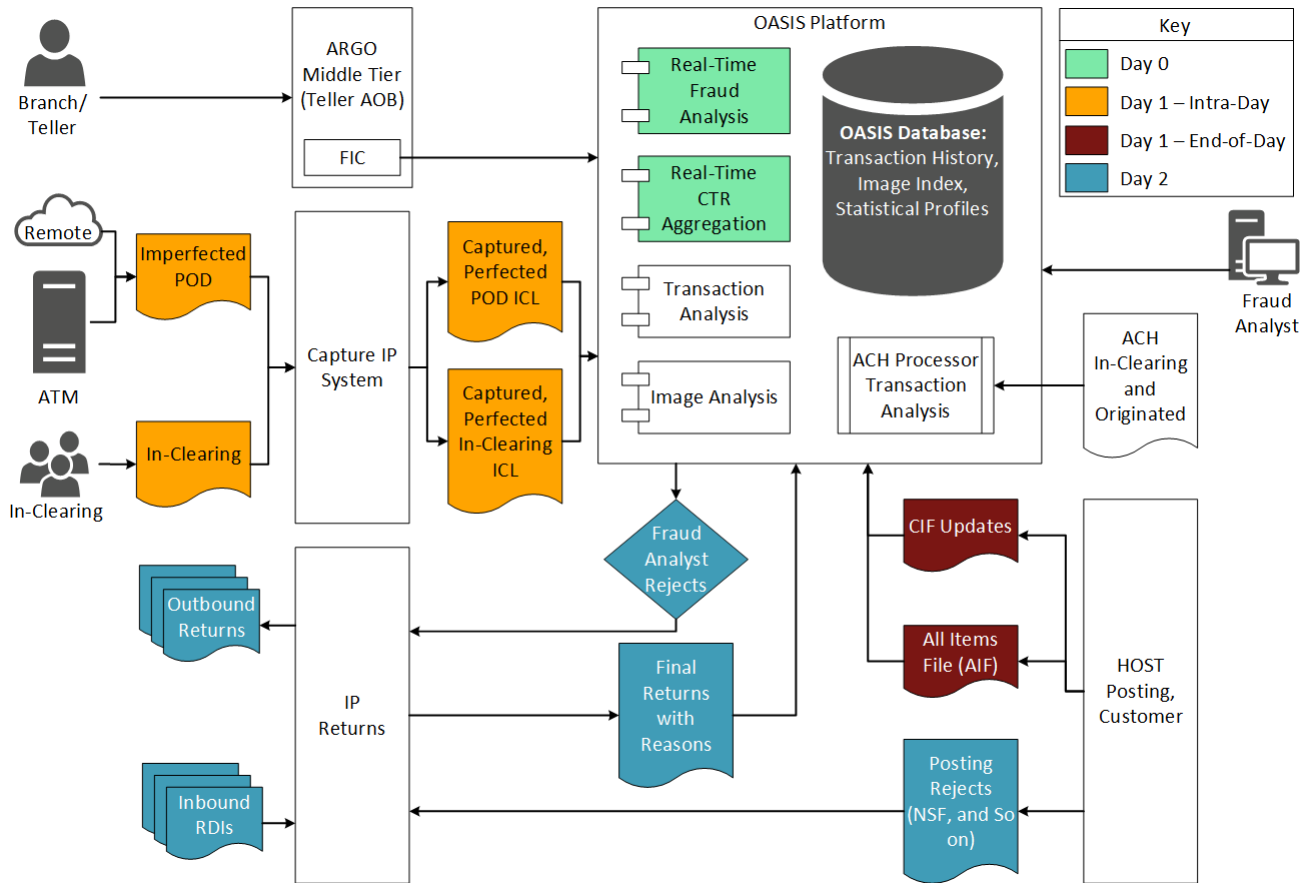 OASIS Platform
Key
Day 0
Day 1 – Intra-Day
Day 1 – End-of-Day
Day 2
Branch/
Teller
ARGO
Middle Tier
(Teller AOB)
FIC
Real-Time
Fraud
Analysis
Real-Time
CTR
Aggregation
Transaction
Analysis
Image Analysis
OASIS Database:
Transaction History,
Image Index,
Statistical Profiles
ACH Processor
Transaction
Analysis
Fraud
Analyst
ACH
In-Clearing
and
Originated
Remote
ATM
Imperfected
POD
In-Clearing
In-Clearing
Capture IP
System
Captured,
Perfected
POD ICL
Captured,
Perfected
In-Clearing
ICL
Fraud
Analyst
Rejects
CIF Updates
All Items
File (AIF)
HOST
Posting,
Customer
Outbound
Returns
IP
Returns
Final
Returns
with
Reasons
Inbound
RDIs
Posting
Rejects
(NSF, and So
on)